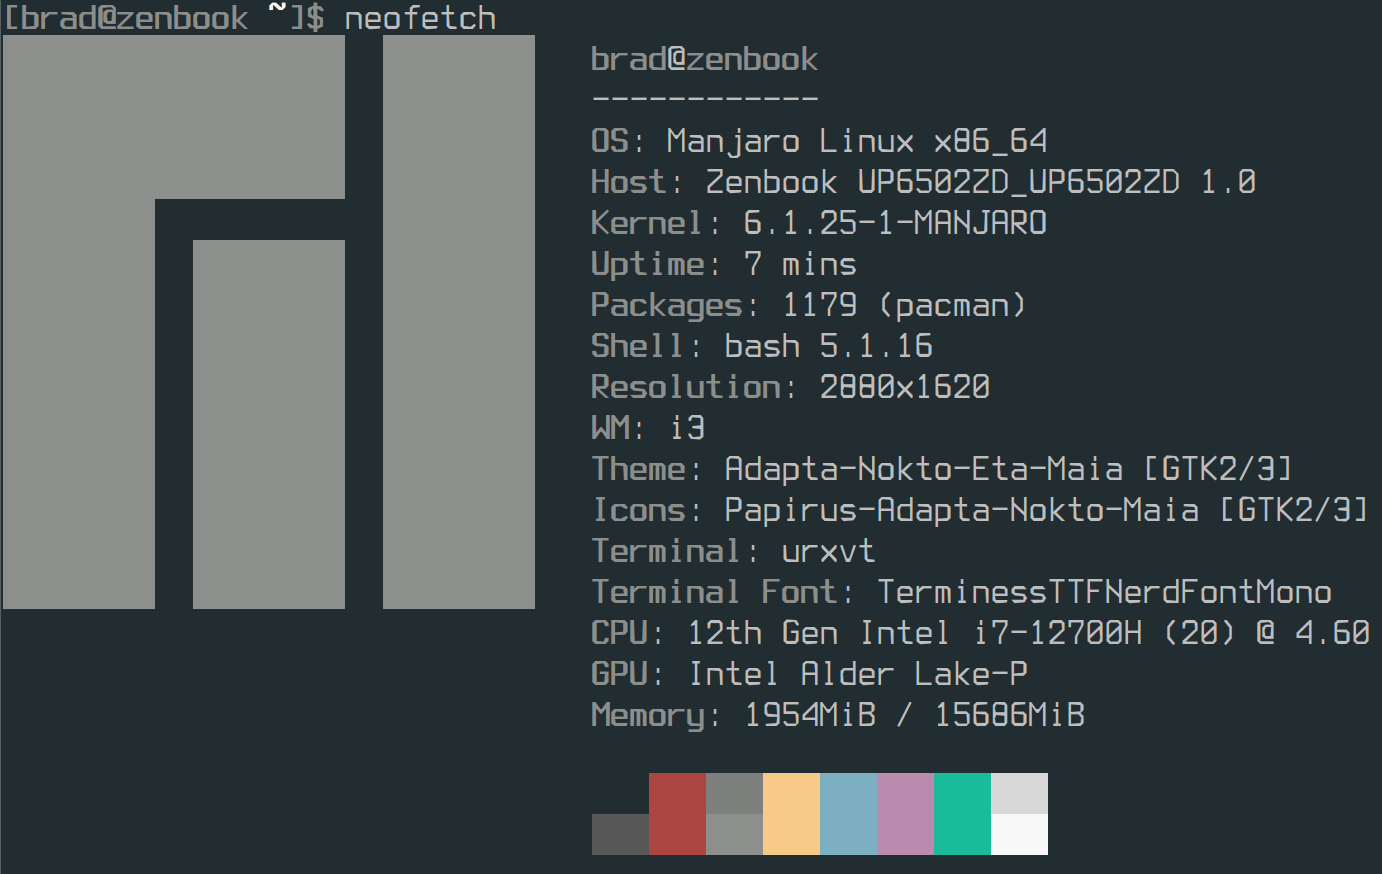 [brad@zenbook ~]$ neofetch
brad@zenbook
------------
OS: Manjaro Linux x86_64
Host: Zenbook UP6502ZD_UP6502ZD 1.0
Kernel: 6.1.25-1-MANJARO
Uptime: 7 mins
Packages: 1179 (pacman)
Shell: bash 5.1.16
Resolution: 2880x1620
WM: i3
Theme: Adapta-Nokto-Eta-Maia [GTK2/3]
Icons: Papirus-Adapta-Nokto-Maia [GTK2/3]
Terminal: urxvt
Terminal Font: TerminessTTFNerdFontMono
CPU: 12th Gen Intel i7-12700H (20) @ 4.60
GPU: Intel Alder Lake-P
Memory: 1954MiB / 15686MiB